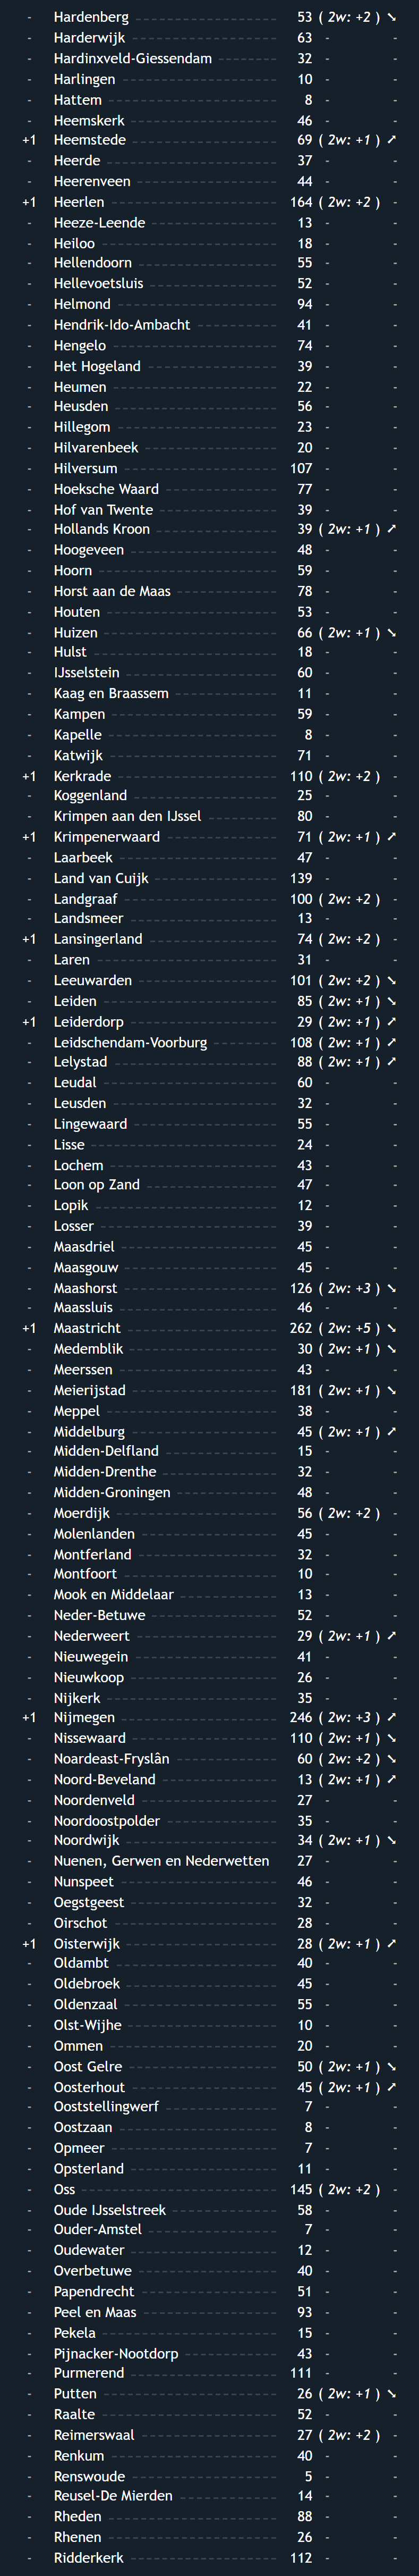 - Hardenberg 53 ( 2w: +2 ) ➘
- Harderwijk 63 - -
- Hardinxveld-Giessendam 32 - -
- Harlingen 10 - -
- Hattem 8 - -
- Heemskerk 46 - -
+1 Heemstede 69 ( 2w: +1 ) ➚
- Heerde 37 - -
- Heerenveen 44 - -
+1 Heerlen 164 ( 2w: +2 ) -
- Heeze-Leende 13 - -
- Heiloo 18 - -
- Hellendoorn 55 - -
- Hellevoetsluis 52 - -
- Helmond 94 - -
- Hendrik-Ido-Ambacht 41 - -
- Hengelo 74 - -
- Het Hogeland 39 - -
- Heumen 22 - -
- Heusden 56 - -
- Hillegom 23 - -
- Hilvarenbeek 20 - -
- Hilversum 107 - -
- Hoeksche Waard 77 - -
- Hof van Twente 39 - -
- Hollands Kroon 39 ( 2w: +1 ) ➚
- Hoogeveen 48 - -
- Hoorn 59 - -
- Horst aan de Maas 78 - -
- Houten 53 - -
- Huizen 66 ( 2w: +1 ) ➘
- Hulst 18 - -
- IJsselstein 60 - -
- Kaag en Braassem 11 - -
- Kampen 59 - -
- Kapelle 8 - -
- Katwijk 71 - -
+1 Kerkrade 110 ( 2w: +2 ) -
- Koggenland 25 - -
- Krimpen aan den IJssel 80 - -
+1 Krimpenerwaard 71 ( 2w: +1 ) ➚
- Laarbeek 47 - -
- Land van Cuijk 139 - -
- Landgraaf 100 ( 2w: +2 ) -
- Landsmeer 13 - -
+1 Lansingerland 74 ( 2w: +2 ) -
- Laren 31 - -
- Leeuwarden 101 ( 2w: +2 ) ➘
- Leiden 85 ( 2w: +1 ) ➘
+1 Leiderdorp 29 ( 2w: +1 ) ➚
- Leidschendam-Voorburg 108 ( 2w: +1 ) ➚
- Lelystad 88 ( 2w: +1 ) ➚
- Leudal 60 - -
- Leusden 32 - -
- Lingewaard 55 - -
- Lisse 24 - -
- Lochem 43 - -
- Loon op Zand 47 - -
- Lopik 12 - -
- Losser 39 - -
- Maasdriel 45 - -
- Maasgouw 45 - -
- Maashorst 126 ( 2w: +3 ) ➘
- Maassluis 46 - -
+1 Maastricht 262 ( 2w: +5 ) ➘
- Medemblik 30 ( 2w: +1 ) ➘
- Meerssen 43 - -
- Meierijstad 181 ( 2w: +1 ) ➘
- Meppel 38 - -
- Middelburg 45 ( 2w: +1 ) ➚
- Midden-Delfland 15 - -
- Midden-Drenthe 32 - -
- Midden-Groningen 48 - -
- Moerdijk 56 ( 2w: +2 ) -
- Molenlanden 45 - -
- Montferland 32 - -
- Montfoort 10 - -
- Mook en Middelaar 13 - -
- Neder-Betuwe 52 - -
- Nederweert 29 ( 2w: +1 ) ➚
- Nieuwegein 41 - -
- Nieuwkoop 26 - -
- Nijkerk 35 - -
+1 Nijmegen 246 ( 2w: +3 ) ➚
- Nissewaard 110 ( 2w: +1 ) ➘
- Noardeast-Fryslân 60 ( 2w: +2 ) ➘
- Noord-Beveland 13 ( 2w: +1 ) ➚
- Noordenveld 27 - -
- Noordoostpolder 35 - -
- Noordwijk 34 ( 2w: +1 ) ➘
- Nuenen, Gerwen en Nederwetten 27 - -
- Nunspeet 46 - -
- Oegstgeest 32 - -
- Oirschot 28 - -
+1 Oisterwijk 28 ( 2w: +1 ) ➚
- Oldambt 40 - -
- Oldebroek 45 - -
- Oldenzaal 55 - -
- Olst-Wijhe 10 - -
- Ommen 20 - -
- Oost Gelre 50 ( 2w: +1 ) ➘
- Oosterhout 45 ( 2w: +1 ) ➚
- Ooststellingwerf 7 - -
- Oostzaan 8 - -
- Opmeer 7 - -
- Opsterland 11 - -
- Oss 145 ( 2w: +2 ) -
- Oude IJsselstreek 58 - -
- Ouder-Amstel 7 - -
- Oudewater 12 - -
- Overbetuwe 40 - -
- Papendrecht 51 - -
- Peel en Maas 93 - -
- Pekela 15 - -
- Pijnacker-Nootdorp 43 - -
- Purmerend 111 - -
- Putten 26 ( 2w: +1 ) ➘
- Raalte 52 - -
- Reimerswaal 27 ( 2w: +2 ) -
- Renkum 40 - -
- Renswoude 5 - -
- Reusel-De Mierden 14 - -
- Rheden 88 - -
- Rhenen 26 - -
- Ridderkerk 112 - -